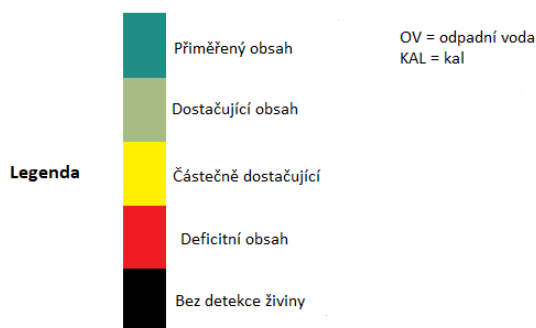 Přiměřený obsah
OV = odpadní voda
KAL = kal
Dostačující obsah
Legenda
Částečně dostačující
Deficitní obsah
Bez detekce živiny